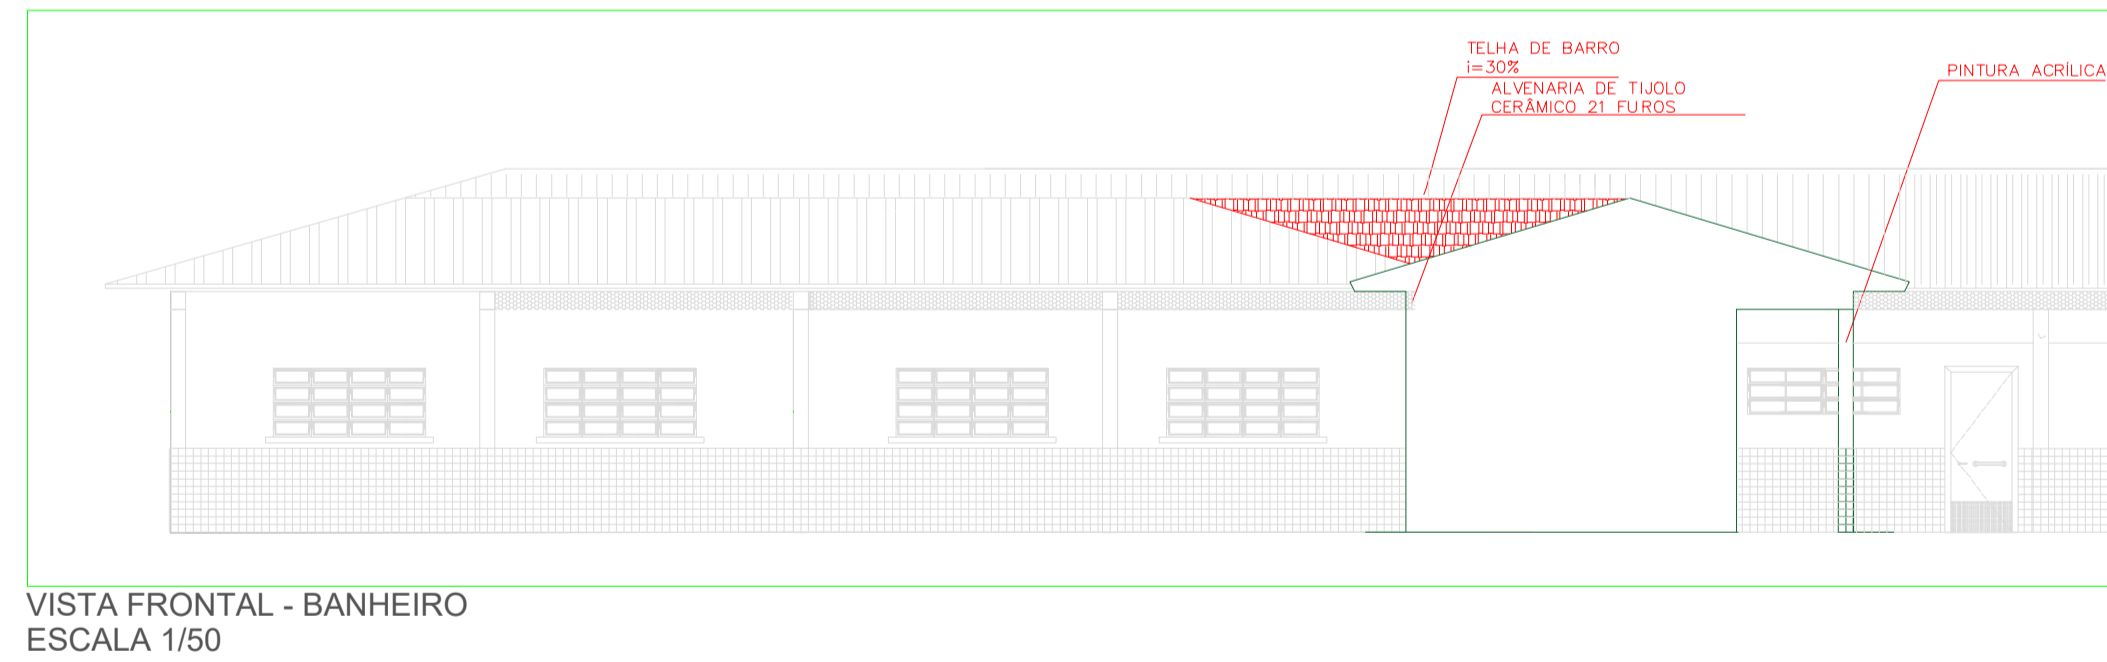 TELHA DE BARRO
i=30%
ALVENARIA DE TIJOLO
CERÂMICO 21 FUROS
PINTURA ACRÍLICA
VISTA FRONTAL - BANHEIRO
ESCALA 1/50